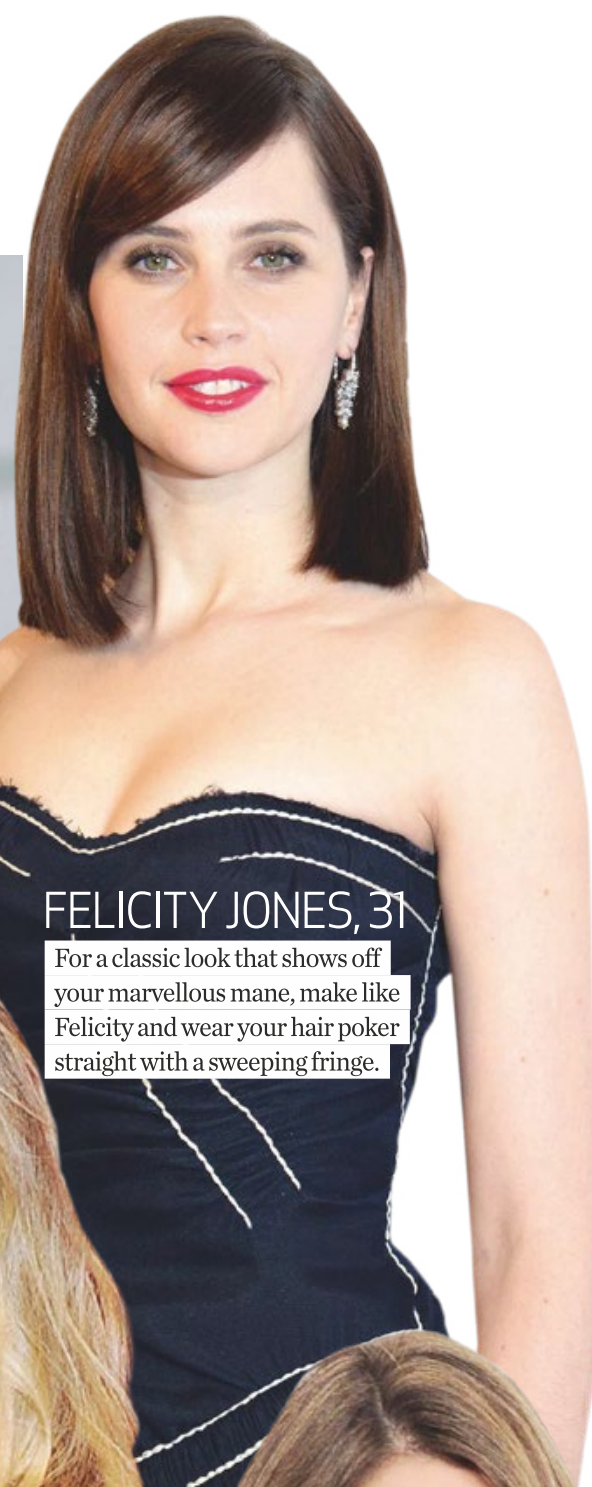 FELICITY JONES, 31
For a classic look that shows off
your marvellous mane, make like
Felicity and wear your hair poker
straight with a sweeping fringe.